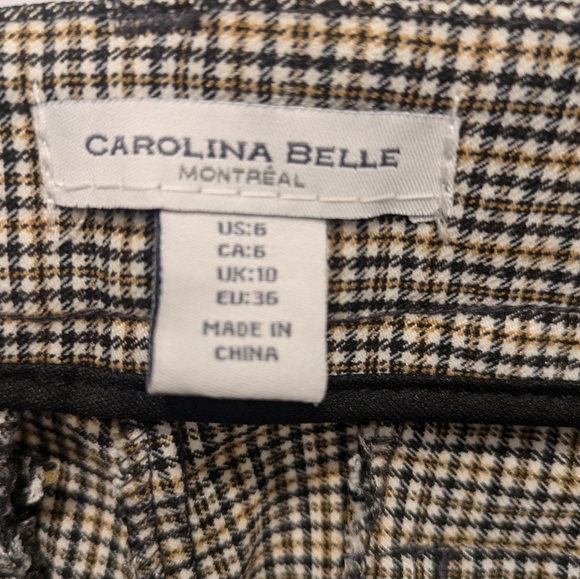 CAROLINA BELLE
MONTRÉAL
US:6
CA:6
UK:10
EU:36
MADE IN
CHINA